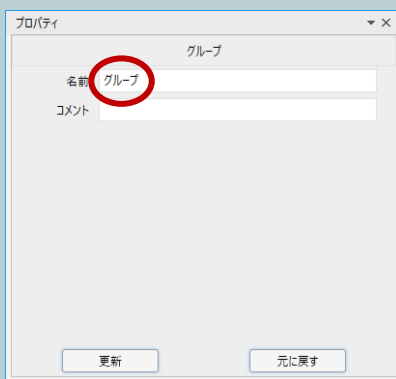 プロパティ
グループ
名前 グループ
コメント
更新 元に戻す